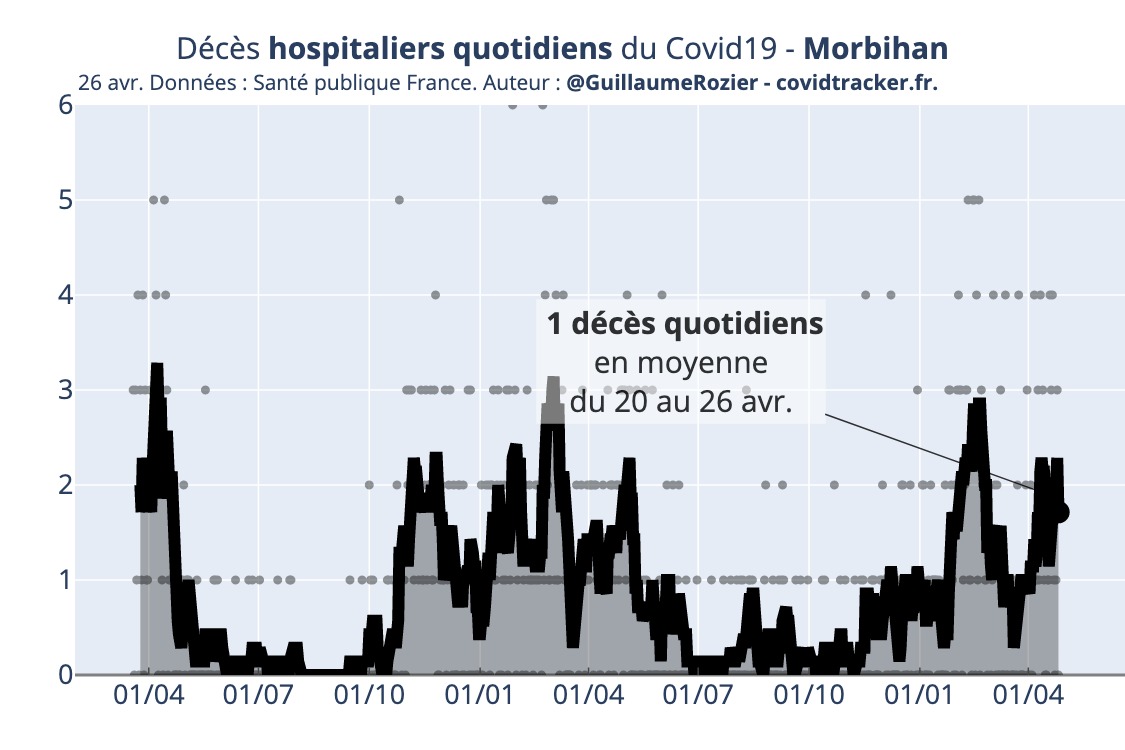 Décès hospitaliers quotidiens du Covid19 - Morbihan
26 avr. Données : Santé publique France. Auteur : @GuillaumeRozier - covidtracker.fr.
6
5
4
3
2
1
0
1 décès quotidiens
en moyenne
du 20 au 26 avr.
01/04 01/07 01/10 01/01 01/04 01/07 01/10 01/01 01/04